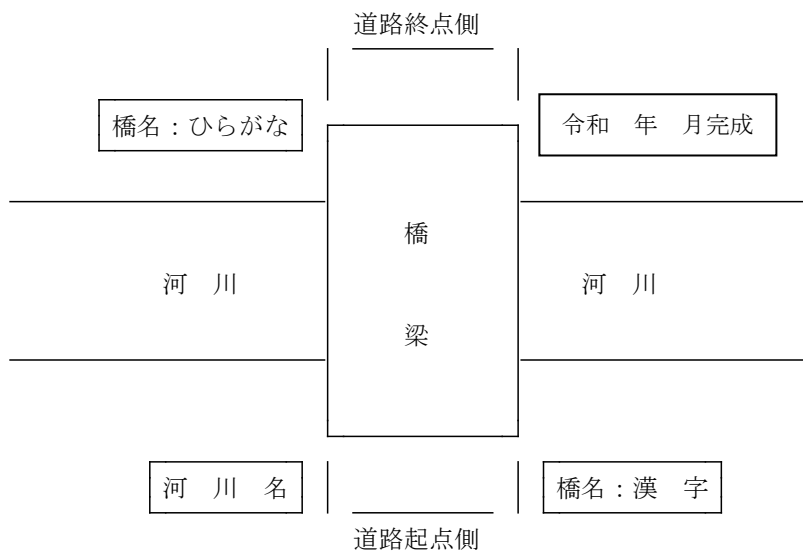 道路終点側
橋名：ひらがな
令和　年　月完成
橋
河　川
河　川
梁
河　川　名
橋名：漢　字
道路起点側